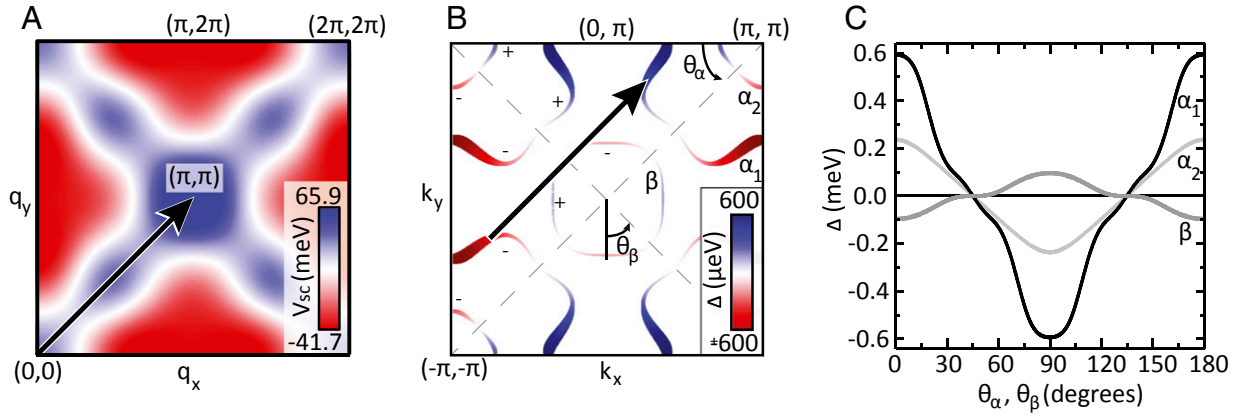 A
(π,2π)
(2π,2π)
(π,π)
q_y
65.9
V_sc (meV)
-41.7
(0,0)
q_x
B
(0, π)
(π, π)
+
θ_α
-
+
α_2
-
-
-
α_1
k_y
β
+
600
θ_β
Δ (μeV)
-
-
+
+
±600
(-π,-π)
k_x
C
0.6
α_1
0.4
0.2
α_2
Δ (meV)
0.0
β
-0.2
-0.4
-0.6
0
30
60
90
120
150
180
θ_α, θ_β (degrees)